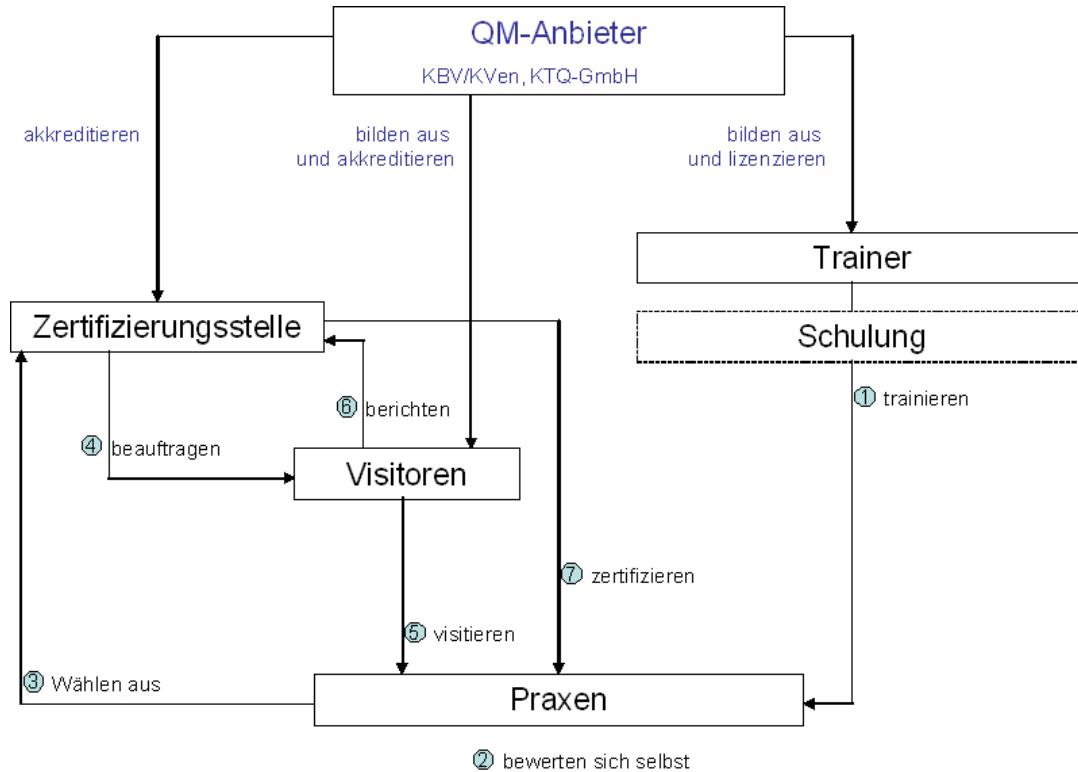 QM-Anbieter
KBV/KVen, KTQ-GmbH
akkreditieren
bilden aus
und akkreditieren
bilden aus
und lizenzieren
Trainer
Zertifizierungsstelle
Schulung
1 trainieren
6 berichten
4 beauftragen
Visitoren
7 zertifizieren
5 visitieren
3 Wählen aus
Praxen
2 bewerten sich selbst